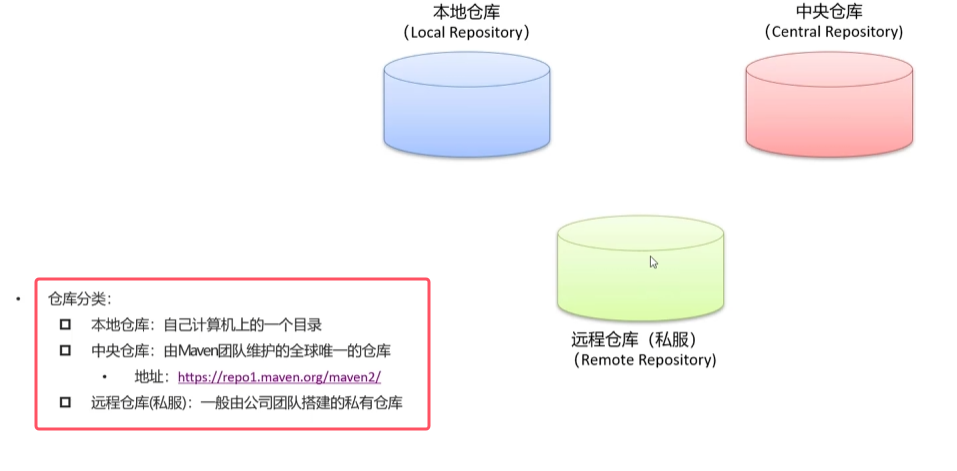 本地仓库
（Local Repository）
中央仓库
（Central Repository)
远程仓库（私服）
（Remote Repository)
• 仓库分类：
本地仓库：自己计算机上的一个目录
中央仓库：由Maven团队维护的全球唯一的仓库
• 地址：https://repo1.maven.org/maven2/
远程仓库(私服)：一般由公司团队搭建的私有仓库